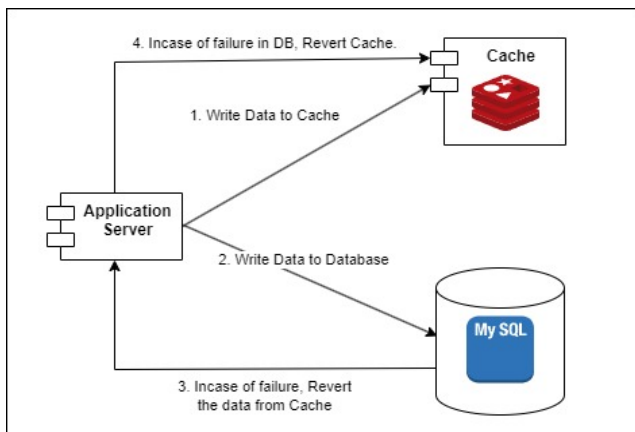 4. Incase of failure in DB, Revert Cache.
Cache
1. Write Data to Cache
Application
Server
2. Write Data to Database
My SQL
3. Incase of failure, Revert
the data from Cache